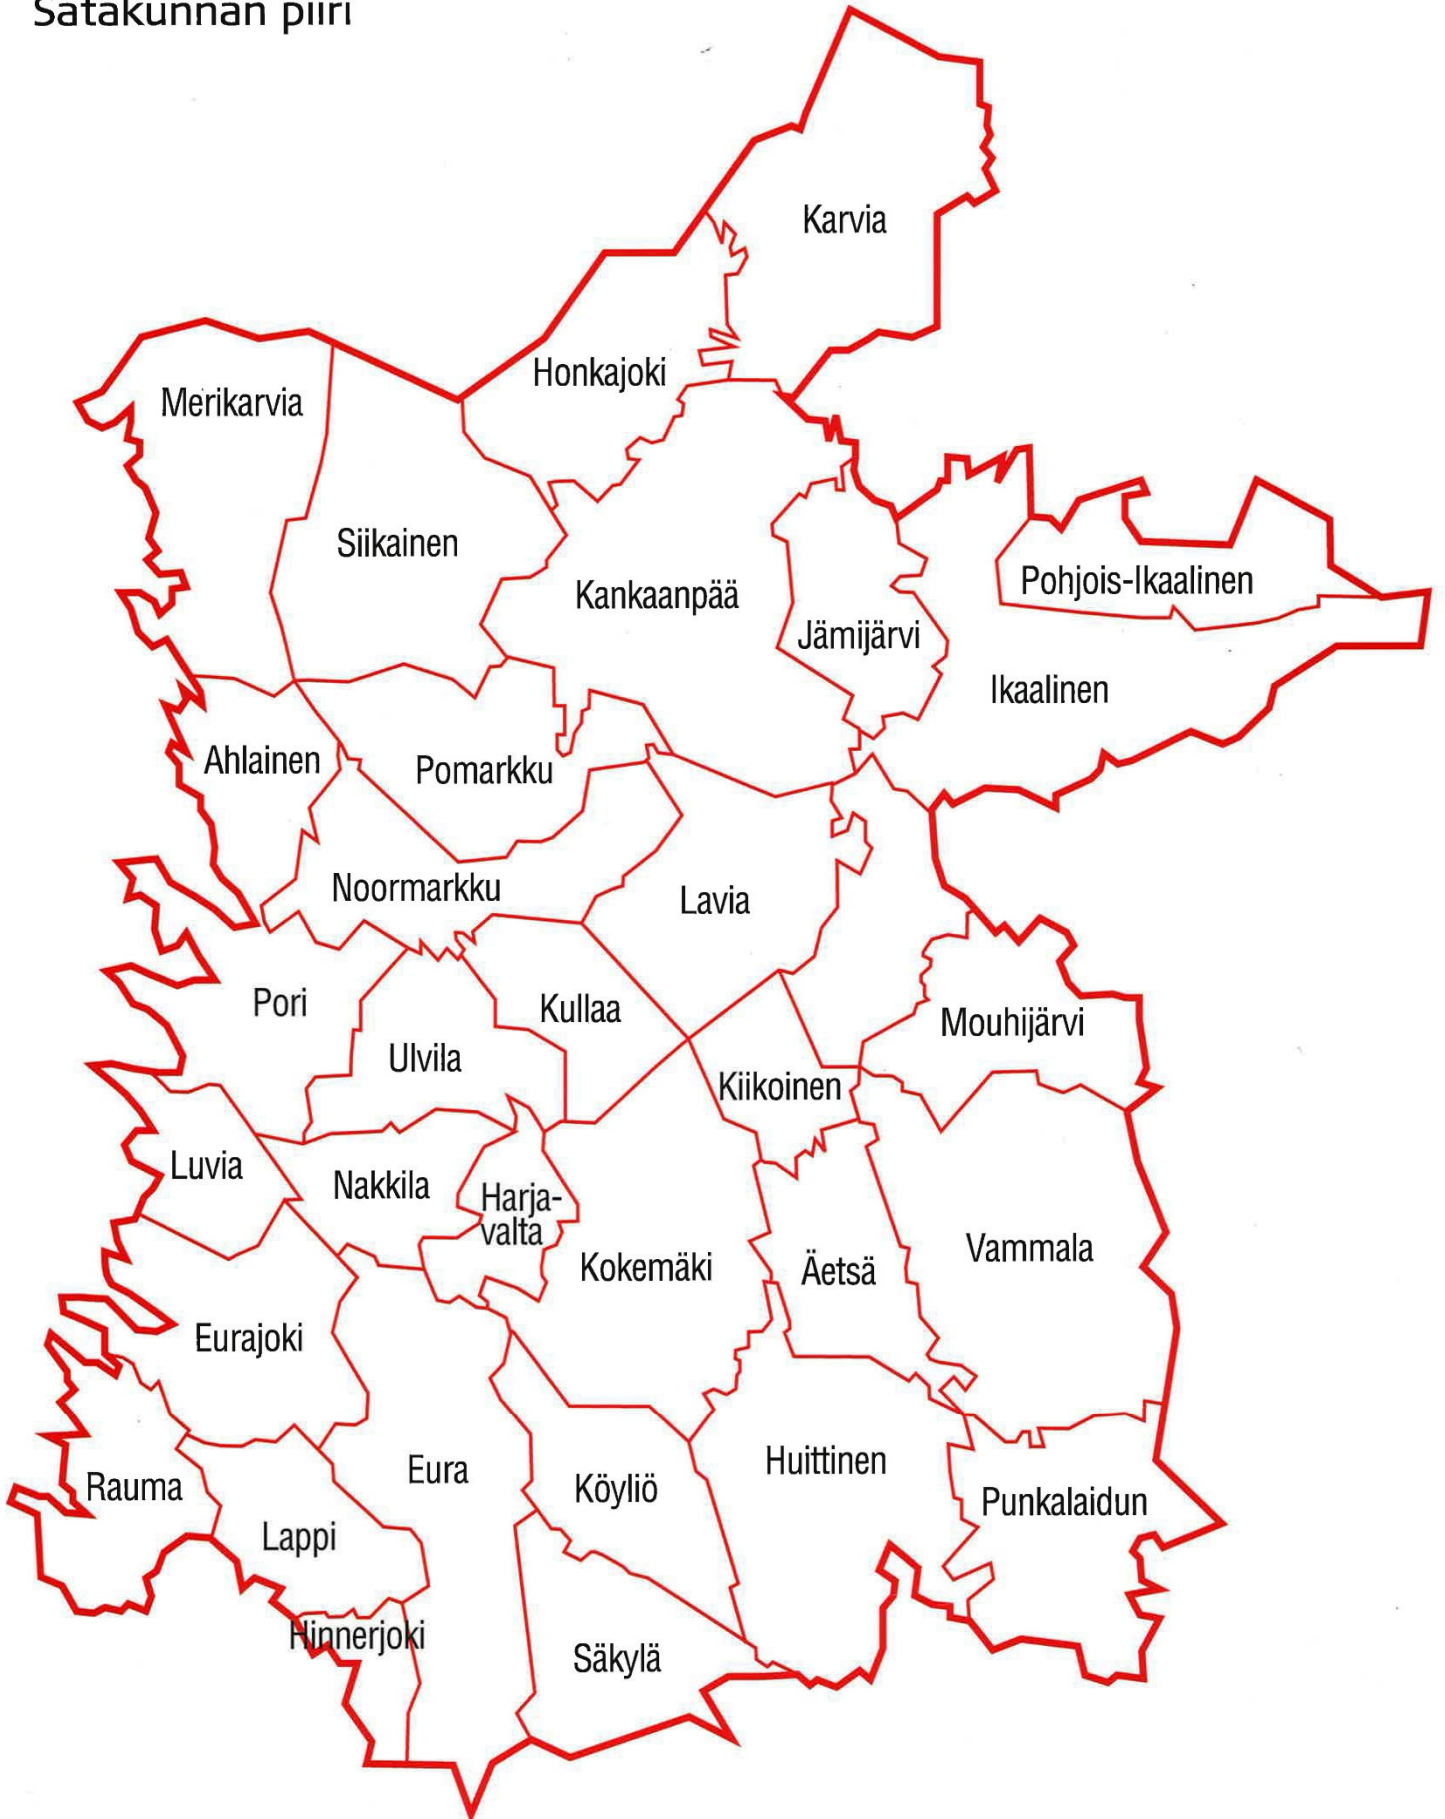 Satakunnan piiri
Karvia
Honkajoki
Merikarvia
Siikainen
Kankaanpää
Pohjois-Ikaalinen
Jämijärvi
Ikaalinen
Ahlainen
Pomarkku
Noormarkku
Lavia
Pori
Kullaa
Mouhijärvi
Ulvila
Kiikoinen
Luvia
Nakkila
Harja-
valta
Kokemäki
Äetsä
Vammala
Eurajoki
Rauma
Eura
Köyliö
Huittinen
Punkalaidun
Lappi
Hinnerjoki
Säkylä